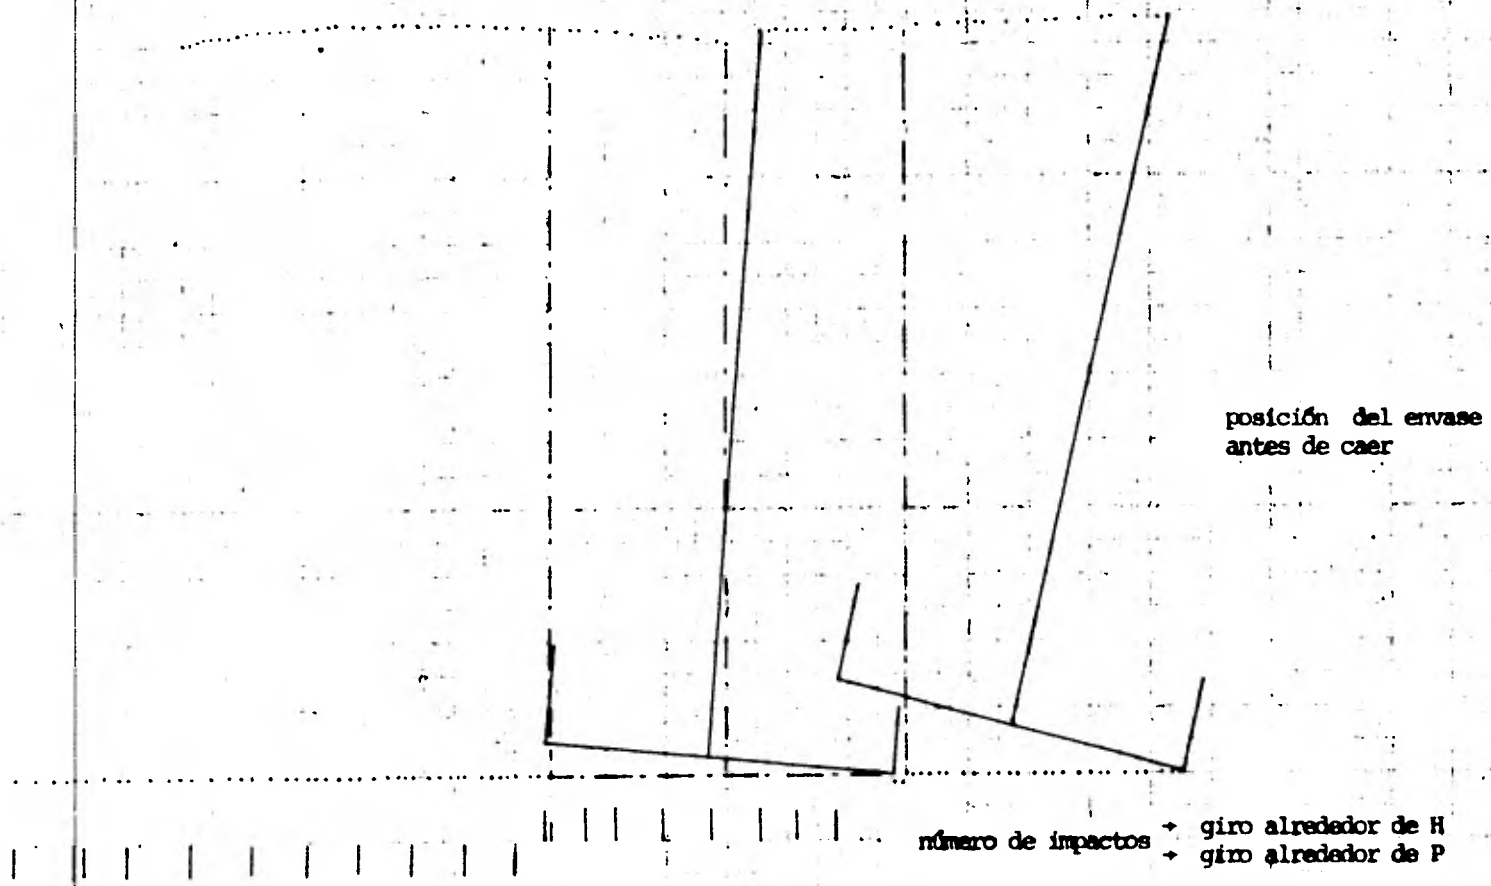 posición del envase
antes de caer
número de impactos → giro alrededor de H
→ giro alrededor de P